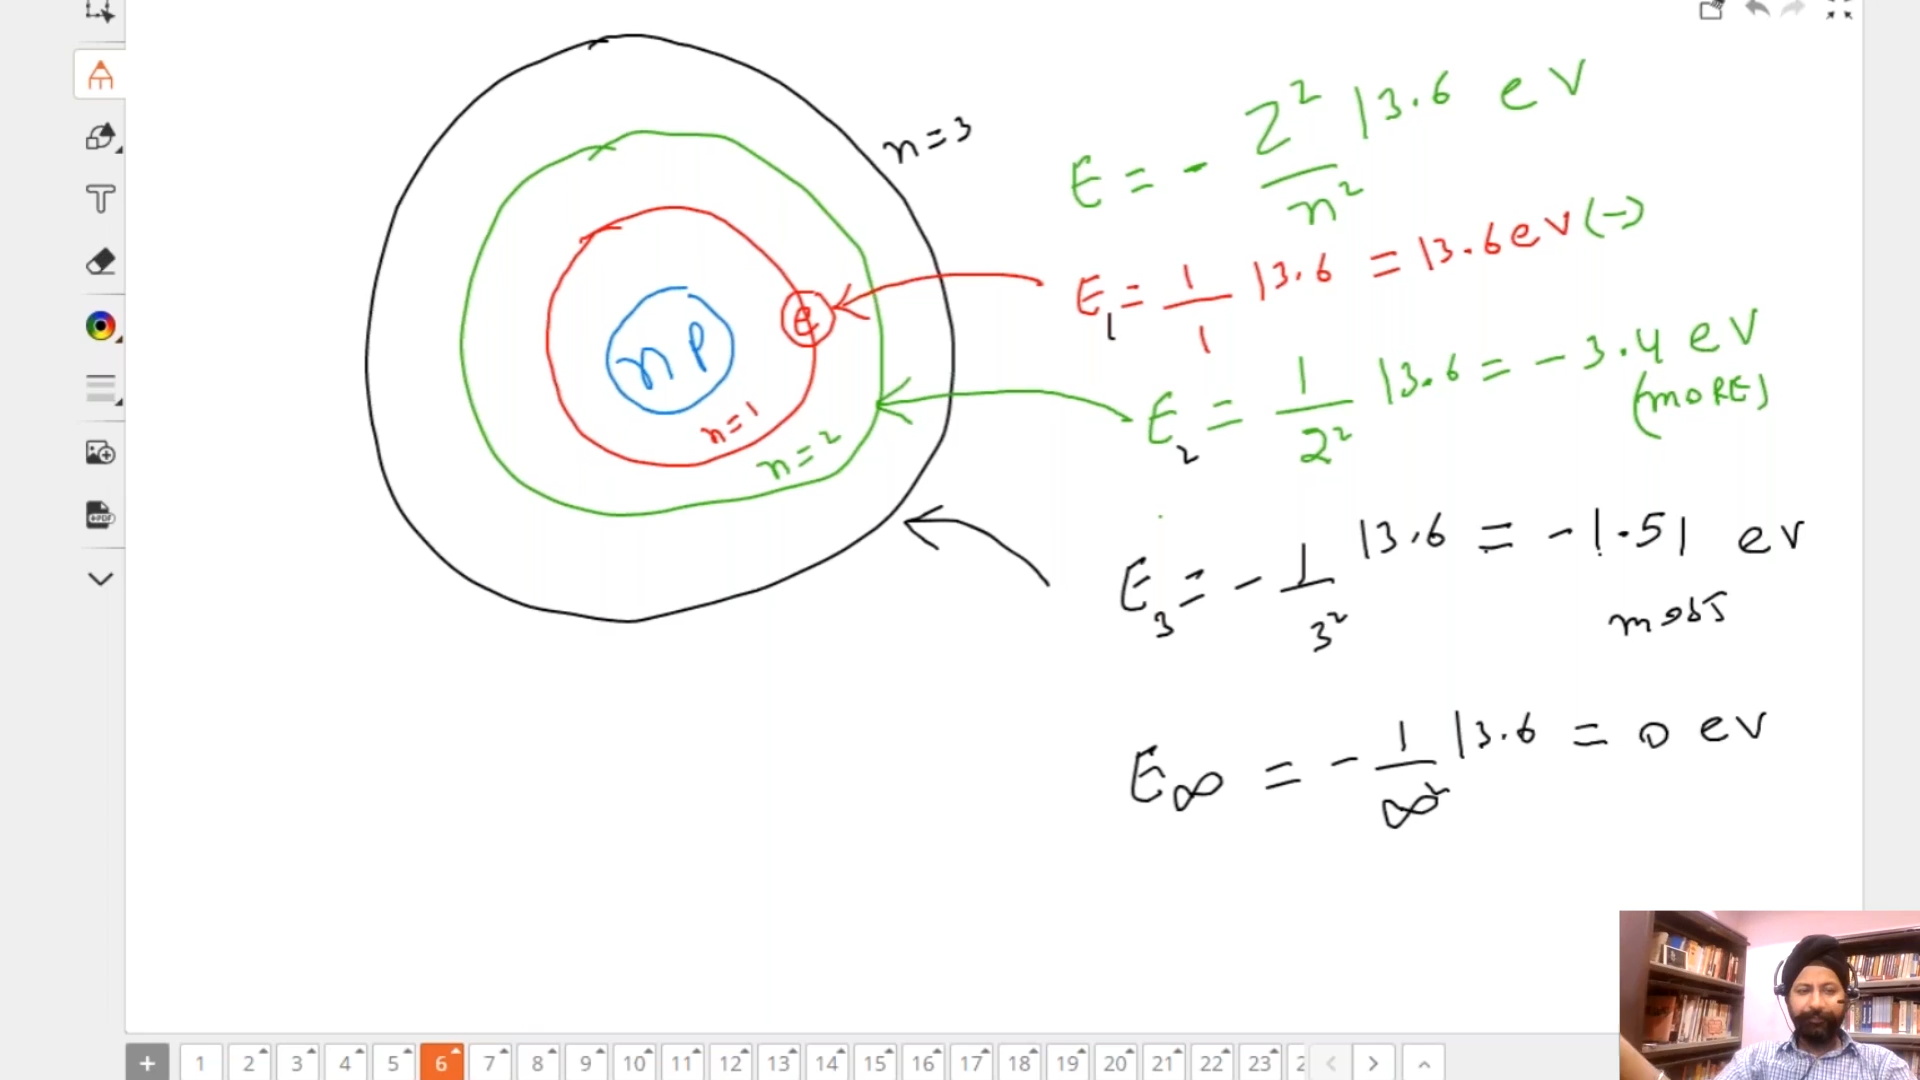 n=3
n p
e
n=1
n=2
E = - Z² / n² 13.6 eV
E₁ = 1/1 13.6 = 13.6 eV (-)
E₂ = 1/2² 13.6 = - 3.4 eV
(MORE)
E₃ = - 1/3² 13.6 = -1.51 eV
most
E∞ = - 1/∞² 13.6 = 0 eV
T
+PDF
+ 1 2 3 4 5 6 7 8 9 10 11 12 13 14 15 16 17 18 19 20 21 22 23 2 < >